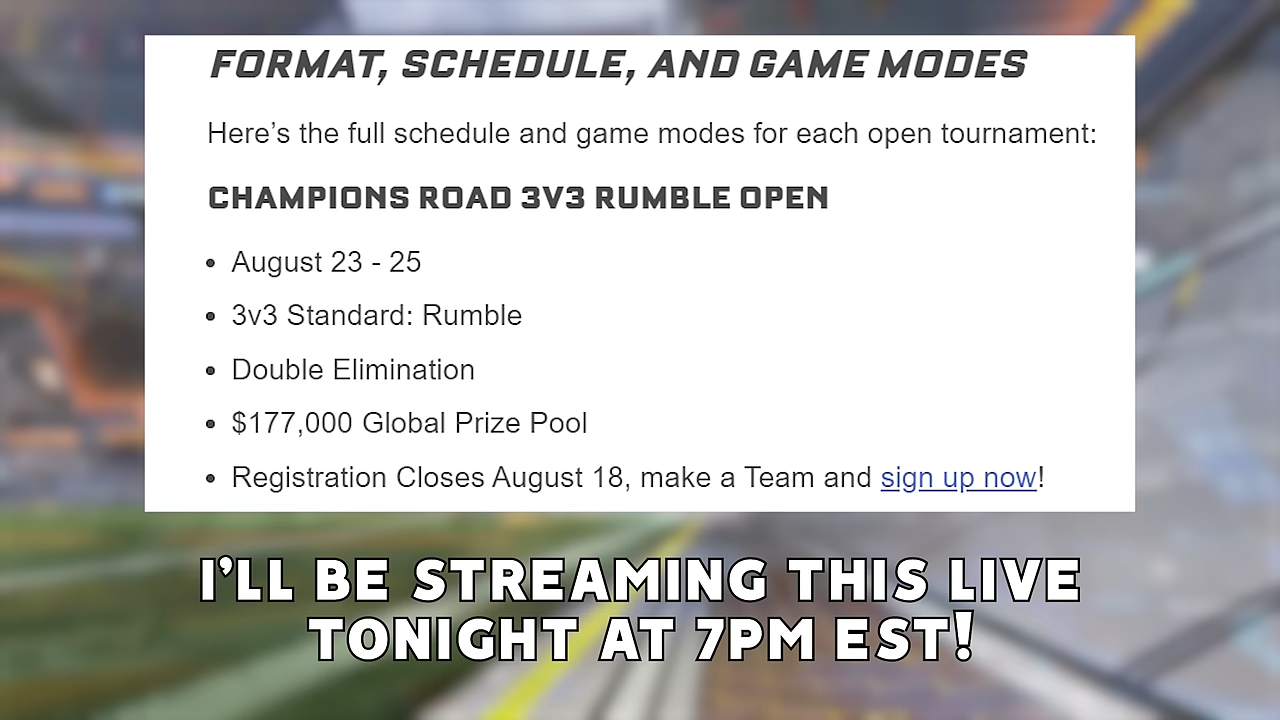 FORMAT, SCHEDULE, AND GAME MODES
Here’s the full schedule and game modes for each open tournament:
CHAMPIONS ROAD 3V3 RUMBLE OPEN
• August 23 - 25
• 3v3 Standard: Rumble
• Double Elimination
• $177,000 Global Prize Pool
• Registration Closes August 18, make a Team and sign up now!
I’LL BE STREAMING THIS LIVE
TONIGHT AT 7PM EST!